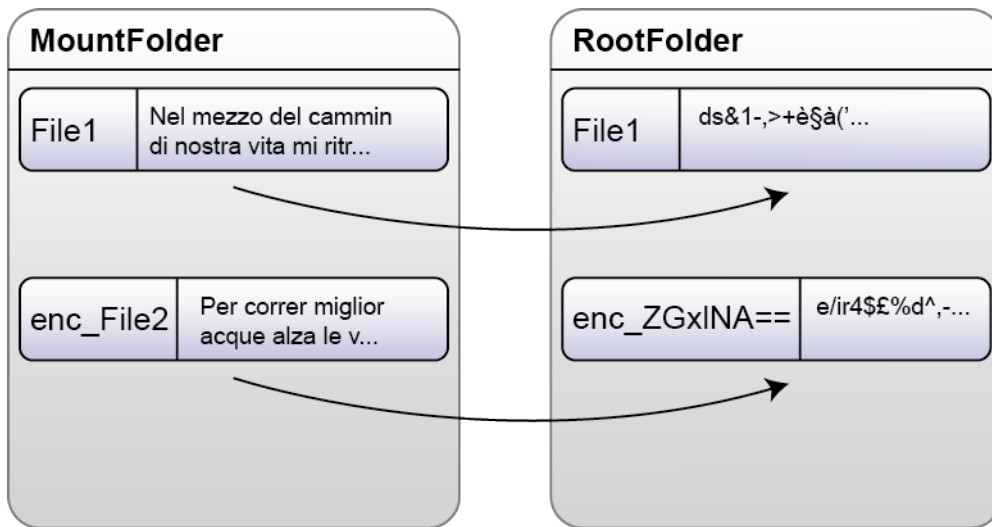 MountFolder
File1
Nel mezzo del cammin
di nostra vita mi ritr...
enc_File2
Per correr miglior
acque alza le v...
RootFolder
File1
ds&1-,>+è§à(’...
enc_ZGxlNA==
e/ir4$£%d^,-...